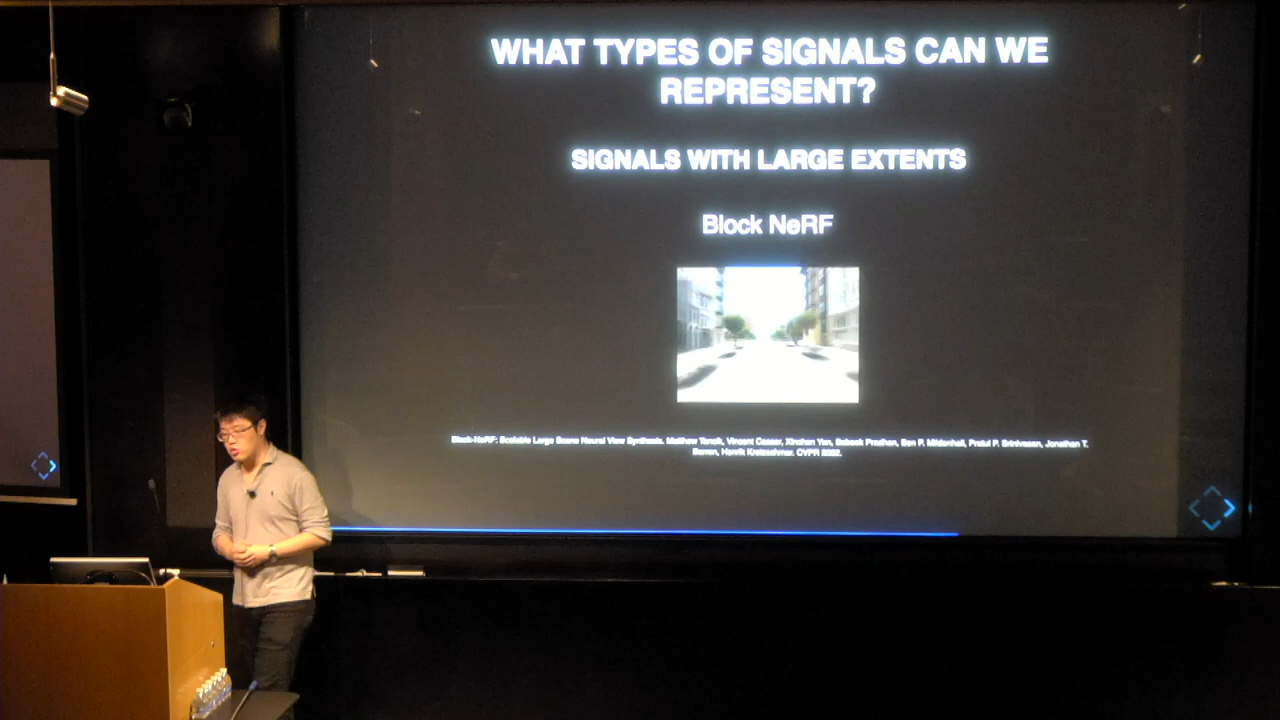 WHAT TYPES OF SIGNALS CAN WE
REPRESENT?
SIGNALS WITH LARGE EXTENTS
Block NeRF
Block-NeRF: Scalable Large Scene Neural View Synthesis. Matthew Tancik, Vincent Casser, Xinchen Yan, Sabeek Pradhan, Ben P. Mildenhall, Pratul P. Srinivasan, Jonathan T.
Barron, Henrik Kretzschmar. CVPR 2022.